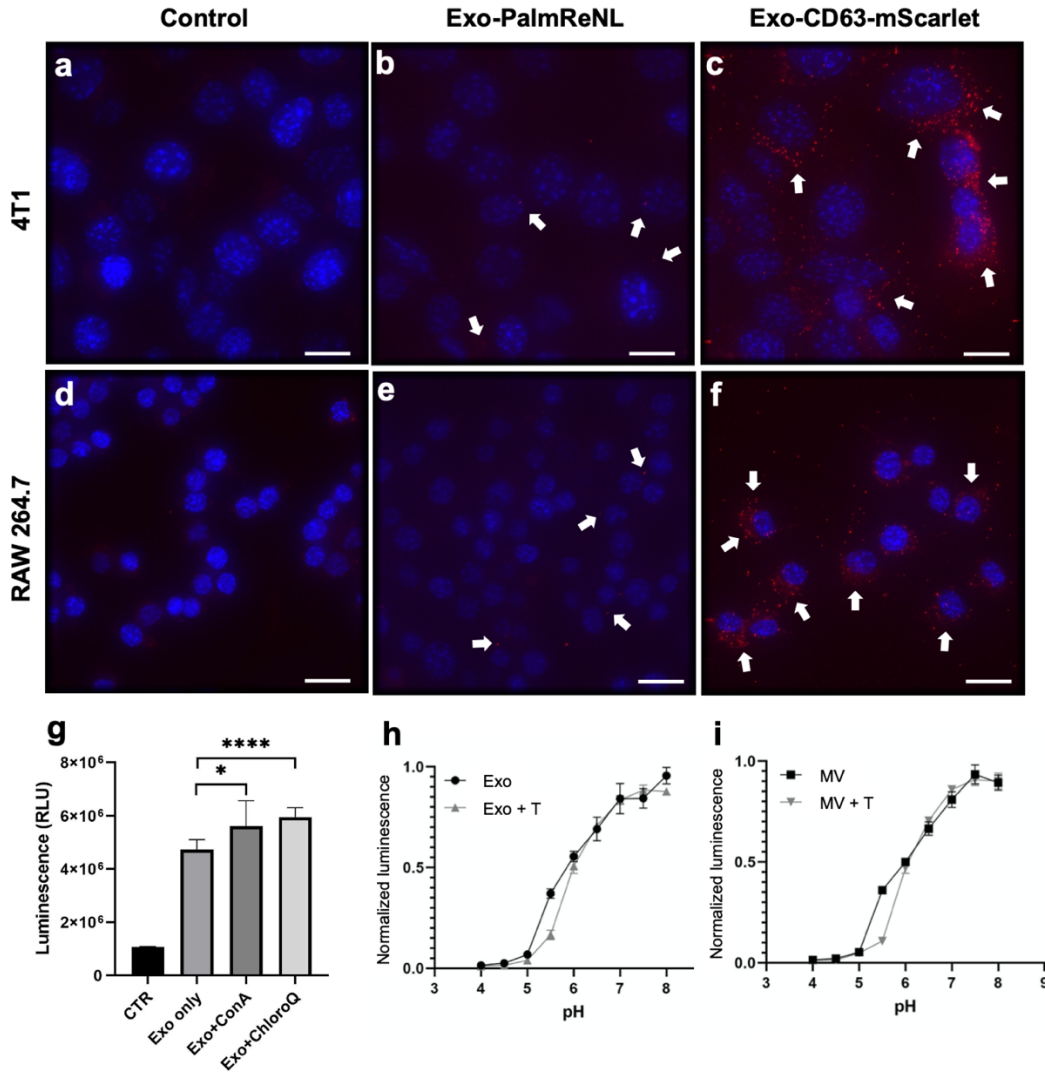 Control
Exo-PalmReNL
Exo-CD63-mScarlet
4T1
a
b
c
RAW 264.7
d
e
f
g
****
*
8×10⁶
6×10⁶
4×10⁶
2×10⁶
0
Luminescence (RLU)
CTR
Exo only
Exo+ConA
Exo+ChloroQ
h
Exo
Exo + T
1.0
0.5
0.0
Normalized luminescence
3 4 5 6 7 8
pH
i
MV
MV + T
1.0
0.5
0.0
Normalized luminescence
3 4 5 6 7 8 9
pH